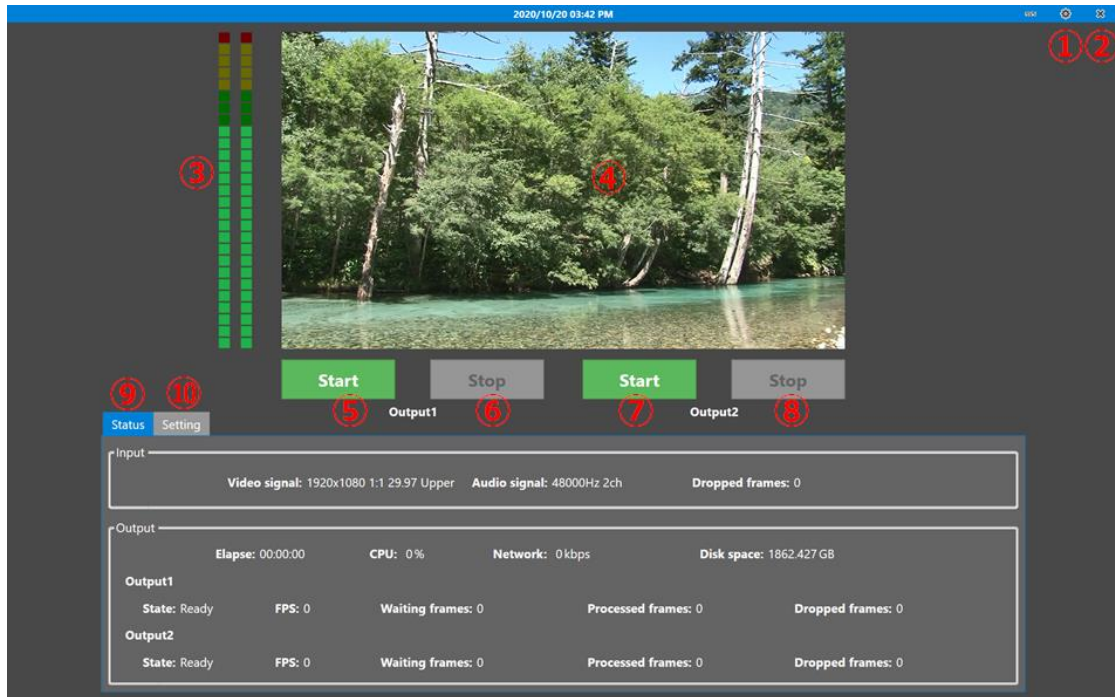 2020/10/20 03:42 PM
① ②
③
④
Start Stop Start Stop
⑤ Output1 ⑥ ⑦ Output2 ⑧
⑨ ⑩
Status Setting
Input
Video signal: 1920x1080 1:1 29.97 Upper Audio signal: 48000Hz 2ch Dropped frames: 0
Output
Elapse: 00:00:00 CPU: 0% Network: 0 kbps Disk space: 1862.427 GB
Output1
State: Ready FPS: 0 Waiting frames: 0 Processed frames: 0 Dropped frames: 0
Output2
State: Ready FPS: 0 Waiting frames: 0 Processed frames: 0 Dropped frames: 0